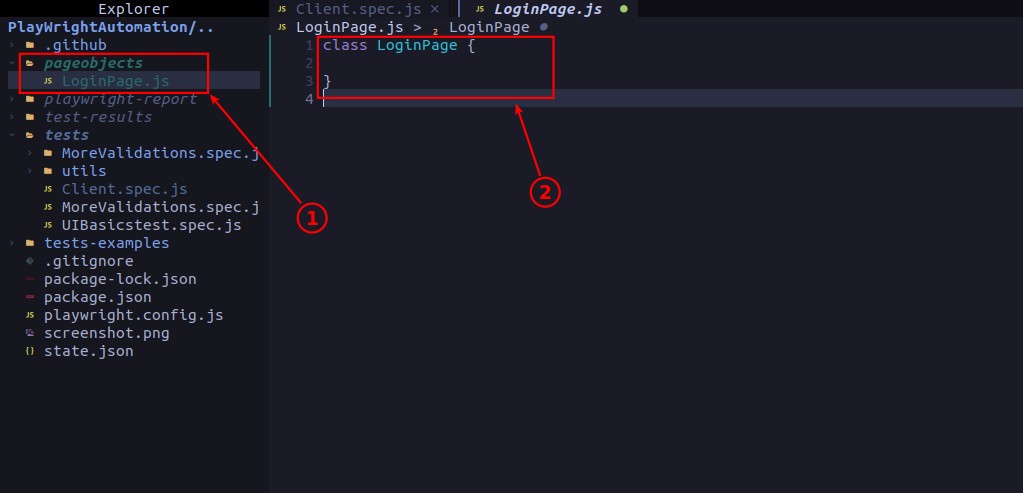 Explorer
PlayWrightAutomation/..
.github
pageobjects
JS LoginPage.js
playwright-report
test-results
tests
MoreValidations.spec.j
utils
JS Client.spec.js
JS MoreValidations.spec.j
JS UIBasicstest.spec.js
tests-examples
.gitignore
package-lock.json
package.json
JS playwright.config.js
screenshot.png
{} state.json
JS Client.spec.js × JS LoginPage.js ●
JS LoginPage.js > LoginPage ●
1 class LoginPage {
2
3 }
4
1
2